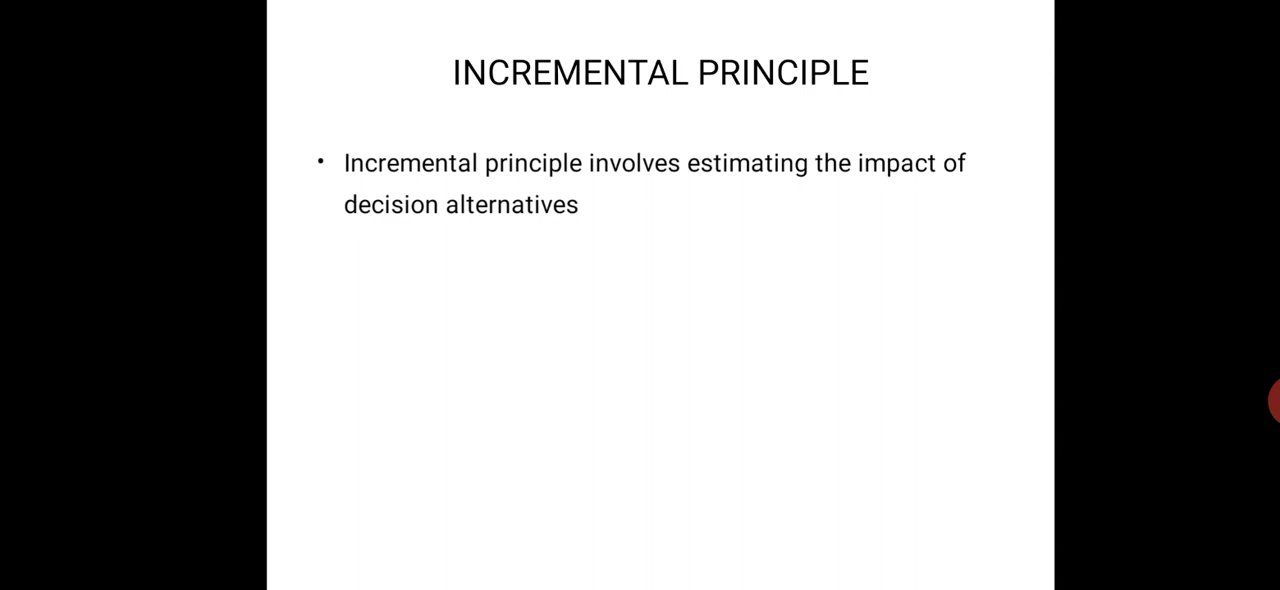 INCREMENTAL PRINCIPLE
• Incremental principle involves estimating the impact of
decision alternatives